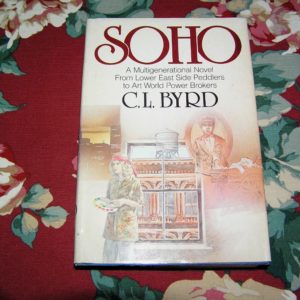 SOHO
A Multigenerational Novel
From Lower East Side Peddlers
to Art World Power Brokers
C.L. BYRD